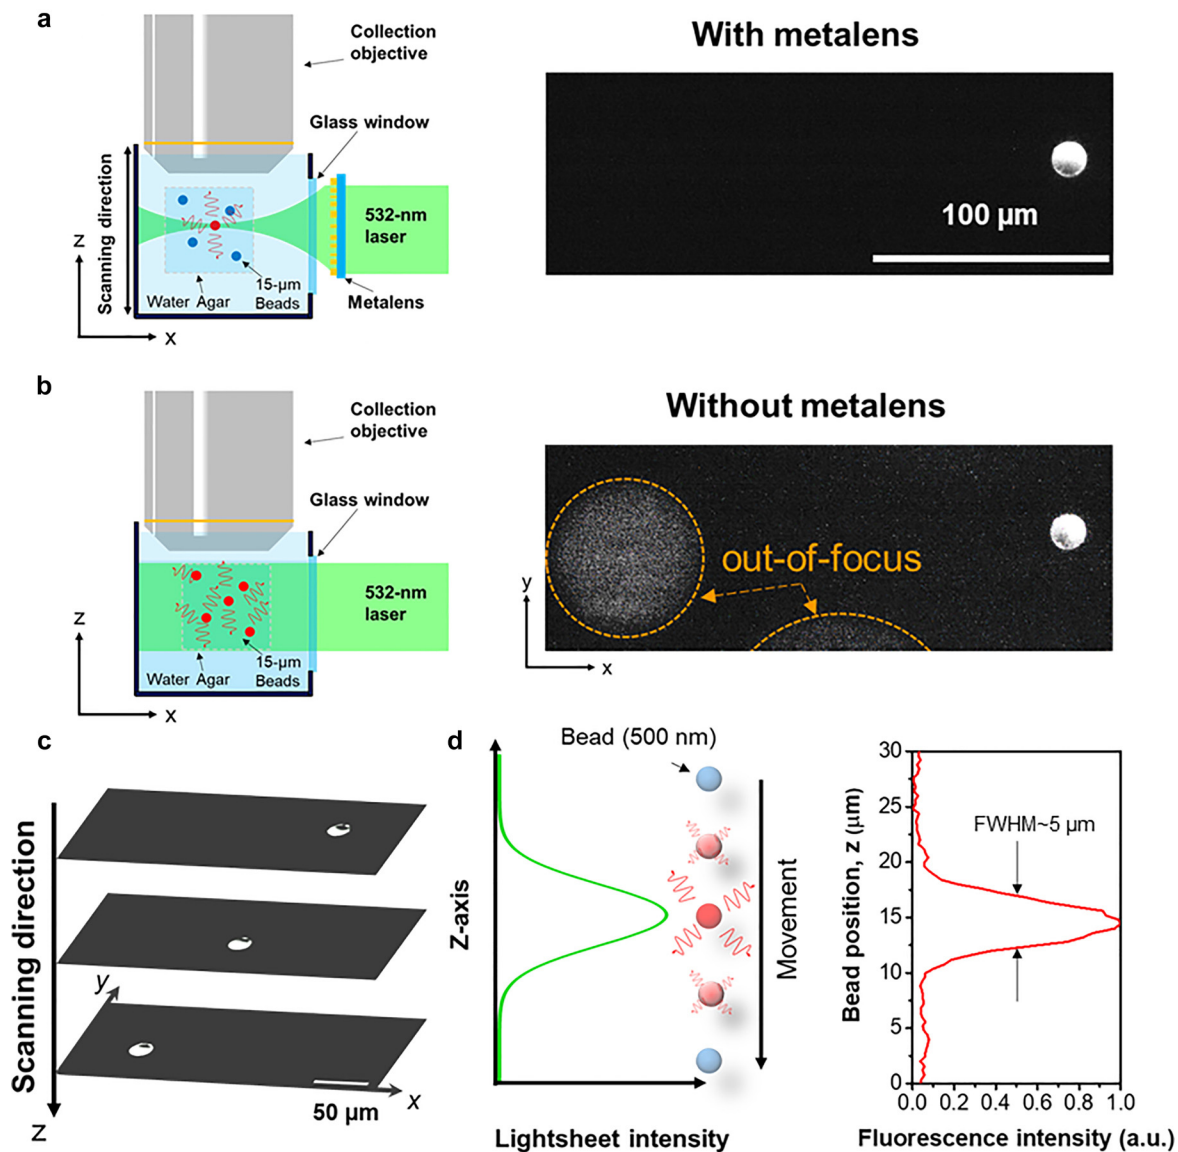 a
Collection
objective
Glass window
Scanning direction
z
532-nm
laser
15-μm
Water Agar Beads
Metalens
x
With metalens
100 μm
b
Collection
objective
Glass window
z
532-nm
laser
15-μm
Water Agar Beads
x
Without metalens
out-of-focus
y
x
c
Scanning direction
z
y
x
50 μm
d
Bead (500 nm)
Z-axis
Movement
Lightsheet intensity
Bead position, z (μm)
30
25
20
15
10
5
0
FWHM~5 μm
0.0 0.2 0.4 0.6 0.8 1.0
Fluorescence intensity (a.u.)